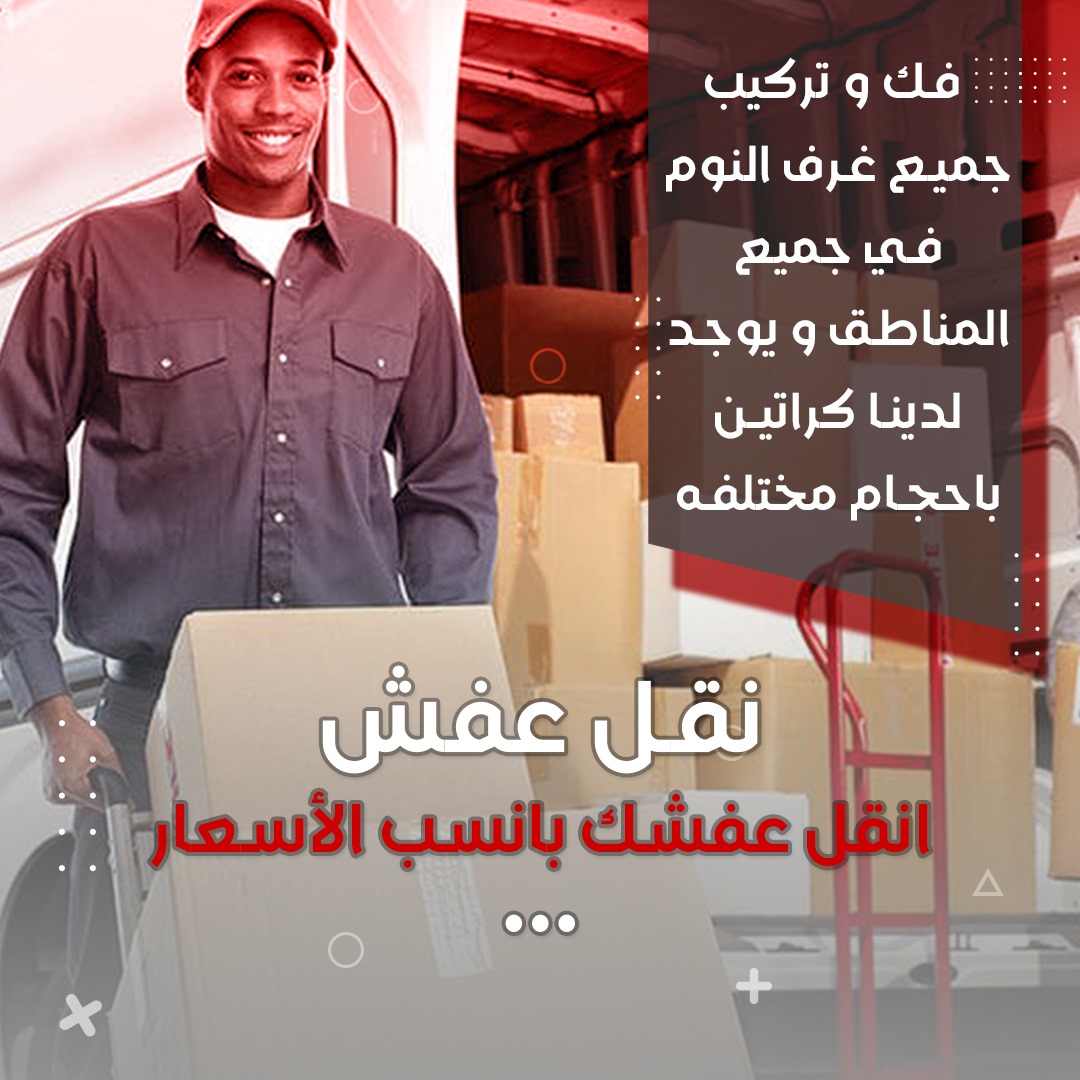 فك و تركيب
جميع غرف النوم
في جميع
المناطق و يوجد
لدينا كراتين
باحجام مختلفه
نقل عفش
انقل عفشك بانسب الأسعار
...